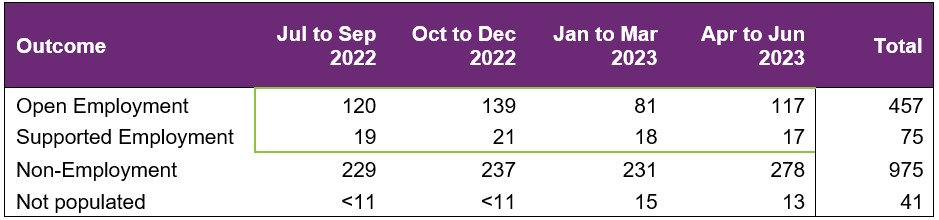 Outcome Jul to Sep 2022 Oct to Dec 2022 Jan to Mar 2023 Apr to Jun 2023 Total
Open Employment 120 139 81 117 457
Supported Employment 19 21 18 17 75
Non-Employment 229 237 231 278 975
Not populated <11 <11 15 13 41